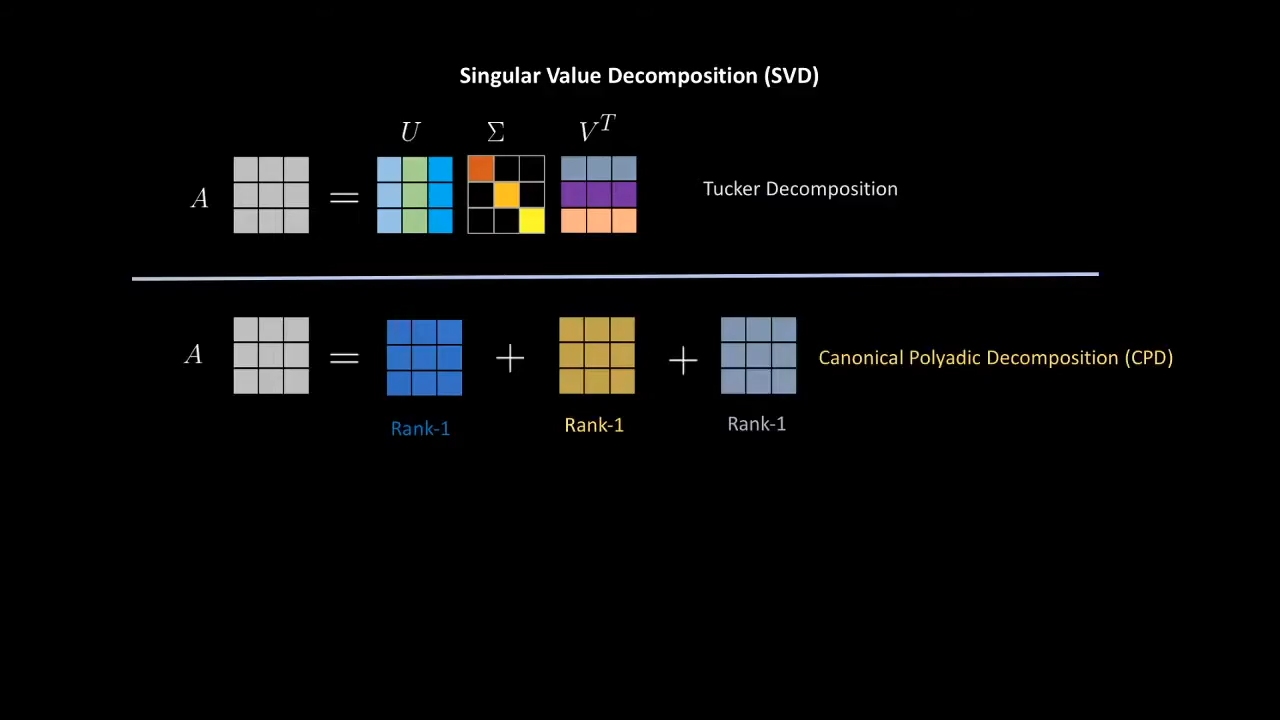 Singular Value Decomposition (SVD)
U Σ V^T
A = Tucker Decomposition
A = + + Canonical Polyadic Decomposition (CPD)
Rank-1 Rank-1 Rank-1